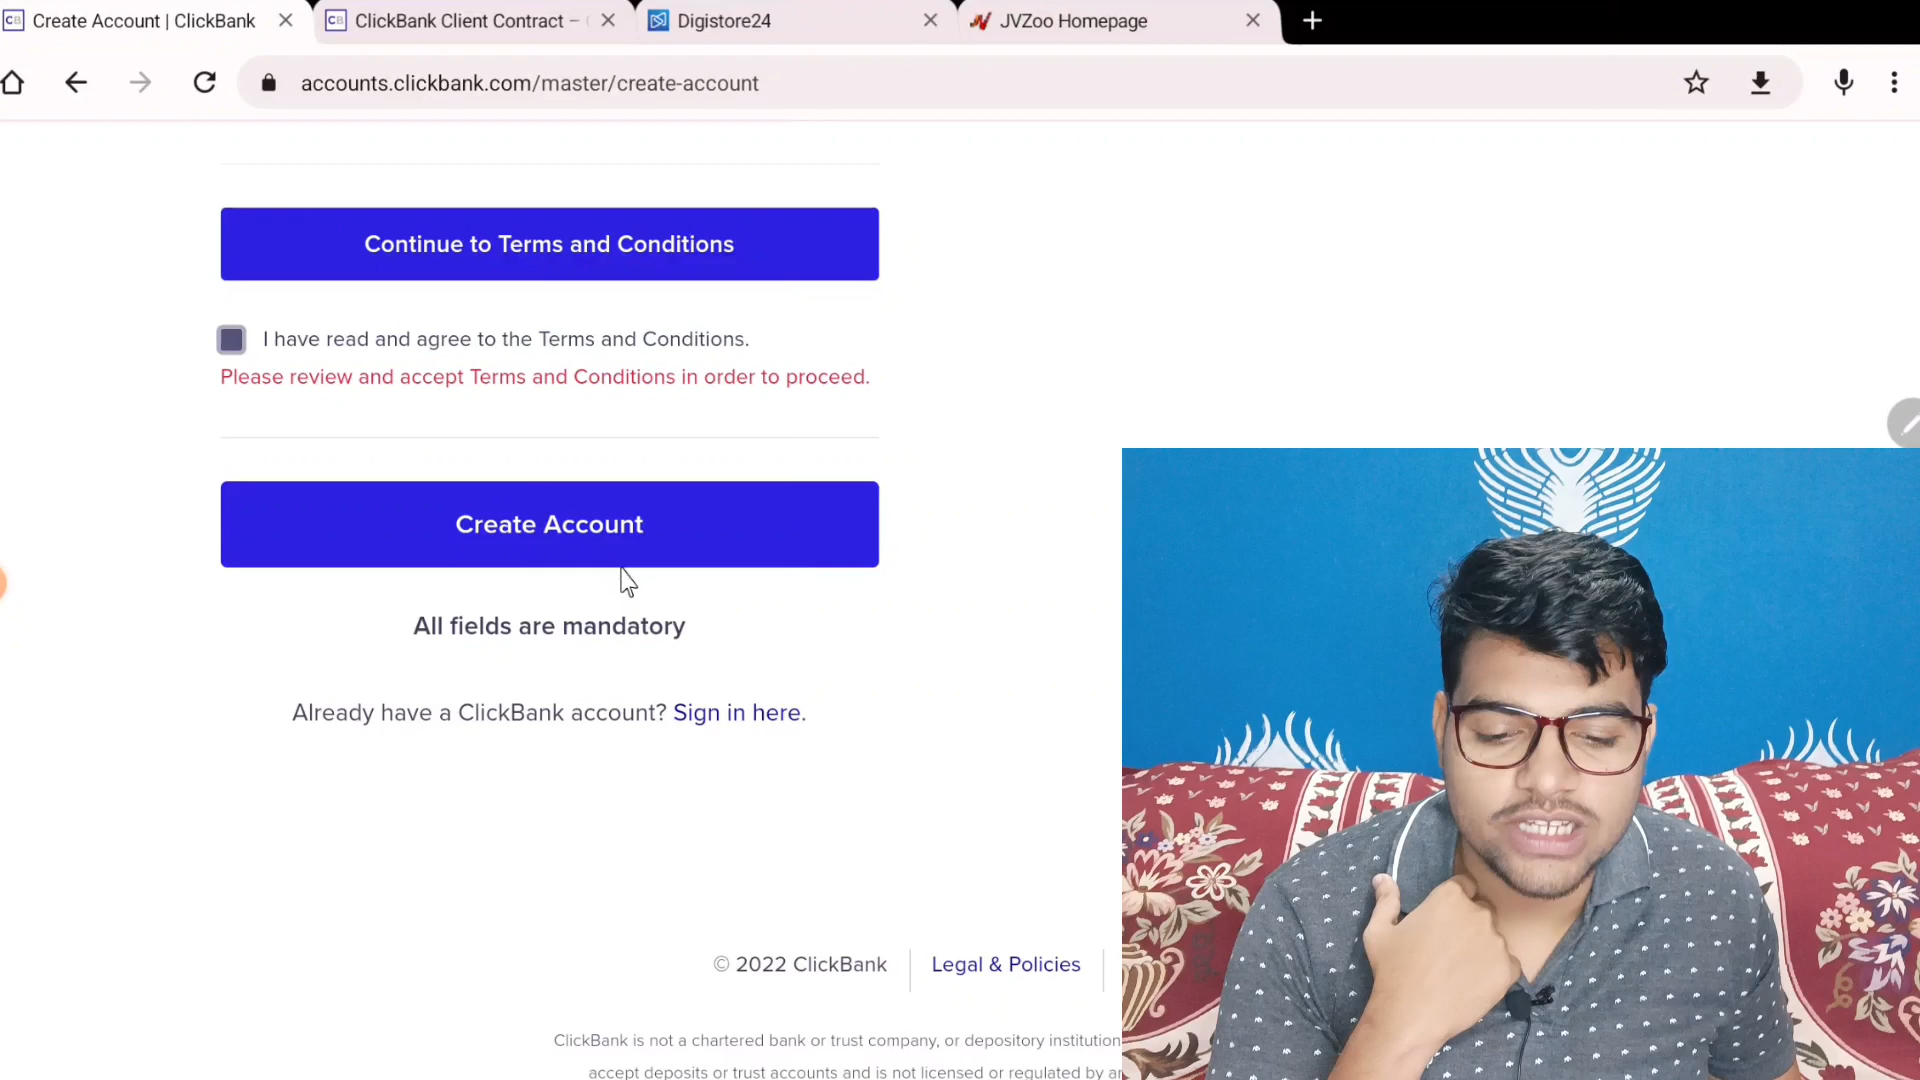 CB Create Account | ClickBank
CB ClickBank Client Contract –
Digistore24
JVZoo Homepage
accounts.clickbank.com/master/create-account
Continue to Terms and Conditions
I have read and agree to the Terms and Conditions.
Please review and accept Terms and Conditions in order to proceed.
Create Account
All fields are mandatory
Already have a ClickBank account? Sign in here.
© 2022 ClickBank
Legal & Policies
ClickBank is not a chartered bank or trust company, or depository institution
accept deposits or trust accounts and is not licensed or regulated by